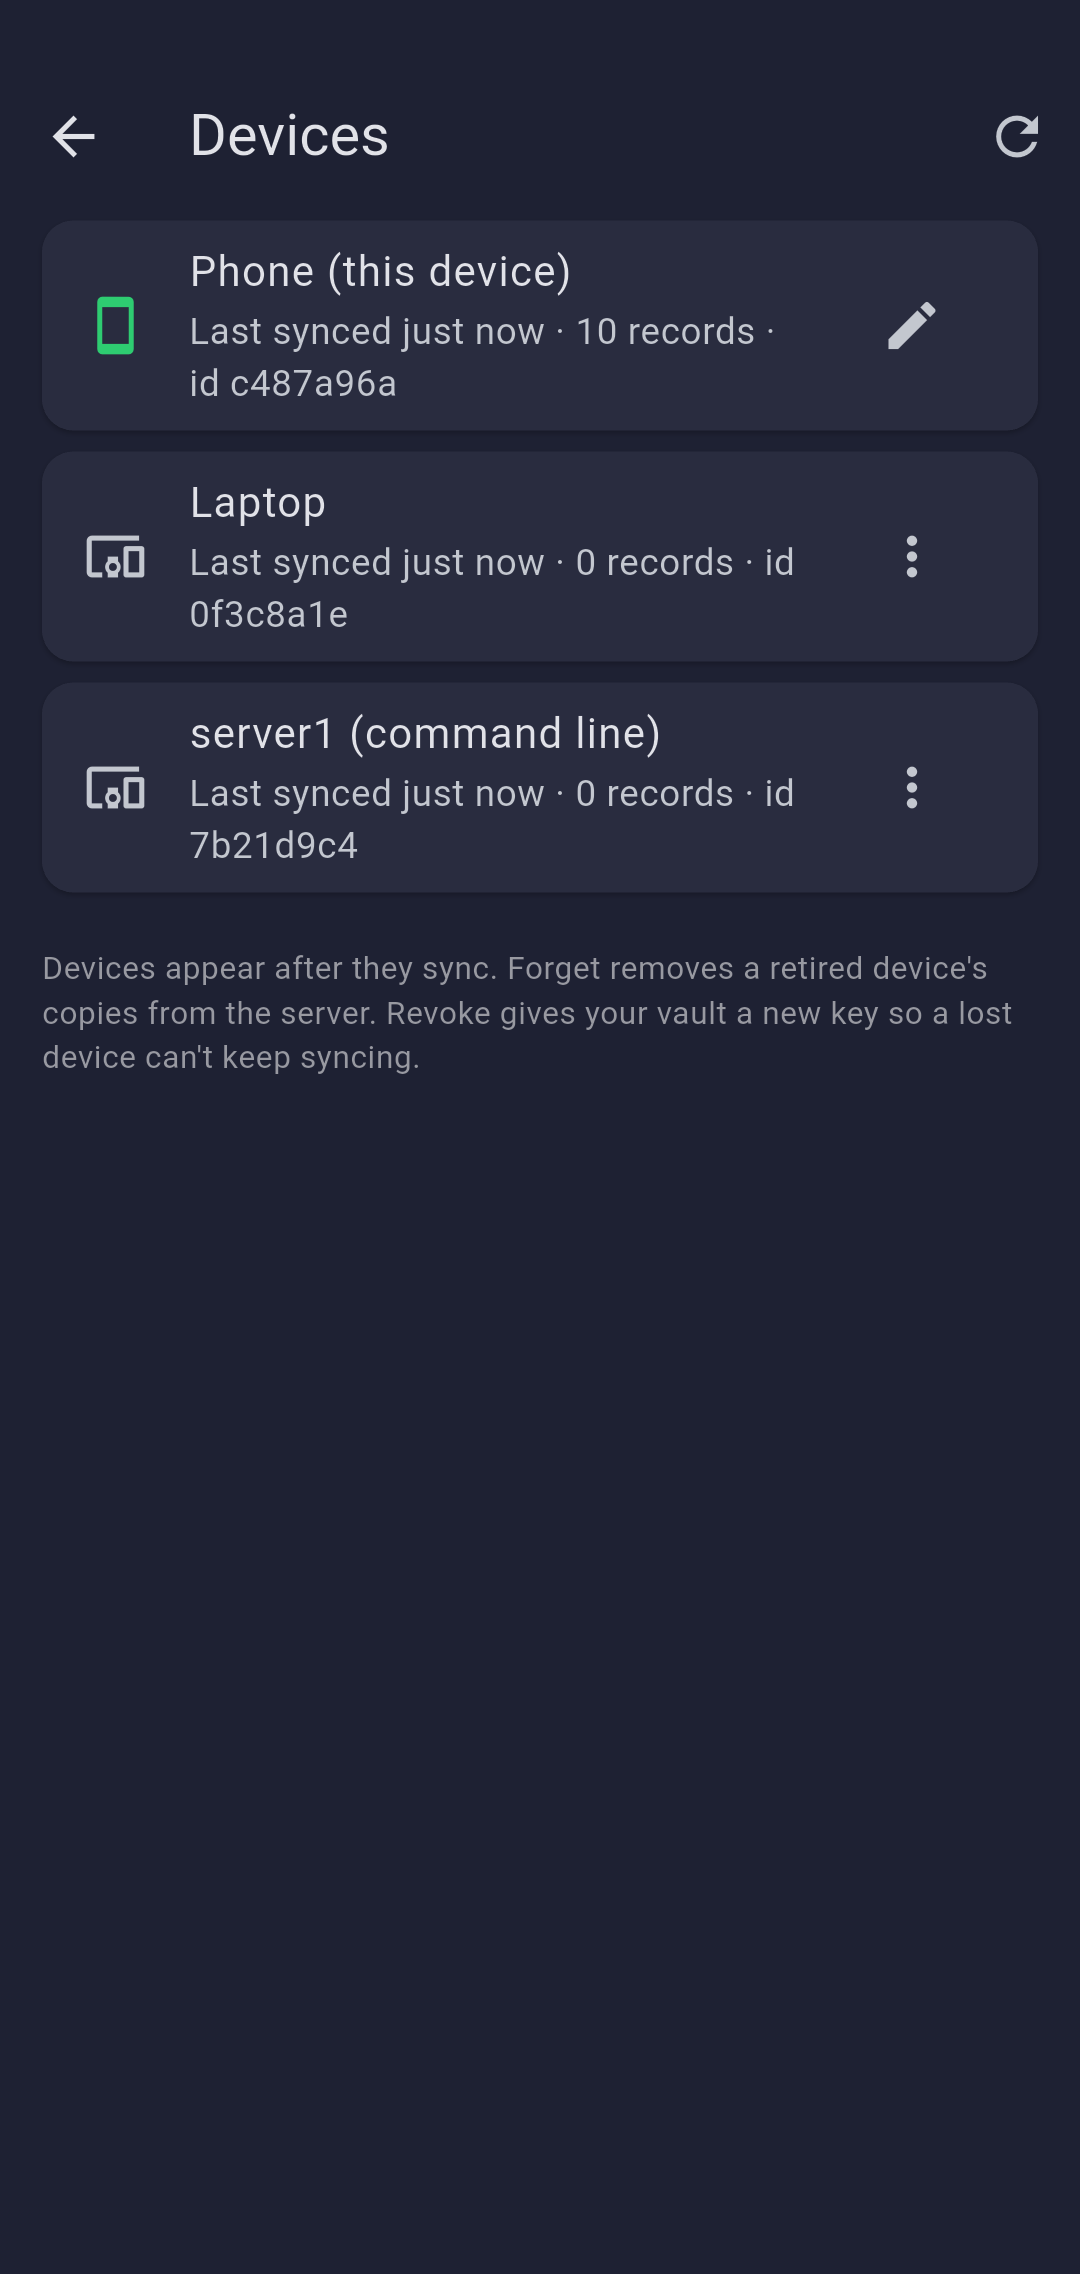 Devices
Phone (this device)
Last synced just now · 10 records ·
id c487a96a
Laptop
Last synced just now · 0 records · id
0f3c8a1e
server1 (command line)
Last synced just now · 0 records · id
7b21d9c4
Devices appear after they sync. Forget removes a retired device's
copies from the server. Revoke gives your vault a new key so a lost
device can't keep syncing.